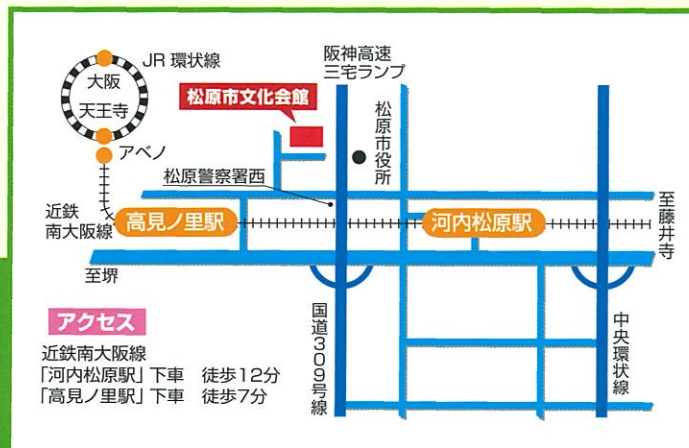 JR 環状線
大阪
天王寺
アベノ
近鉄
南大阪線
阪神高速
三宅ランプ
松原市文化会館
松原市役所
松原警察署西
高見ノ里駅
河内松原駅
至藤井寺
至堺
国道309号線
中央環状線
アクセス
近鉄南大阪線
「河内松原駅」下車 徒歩12分
「高見ノ里駅」下車 徒歩7分